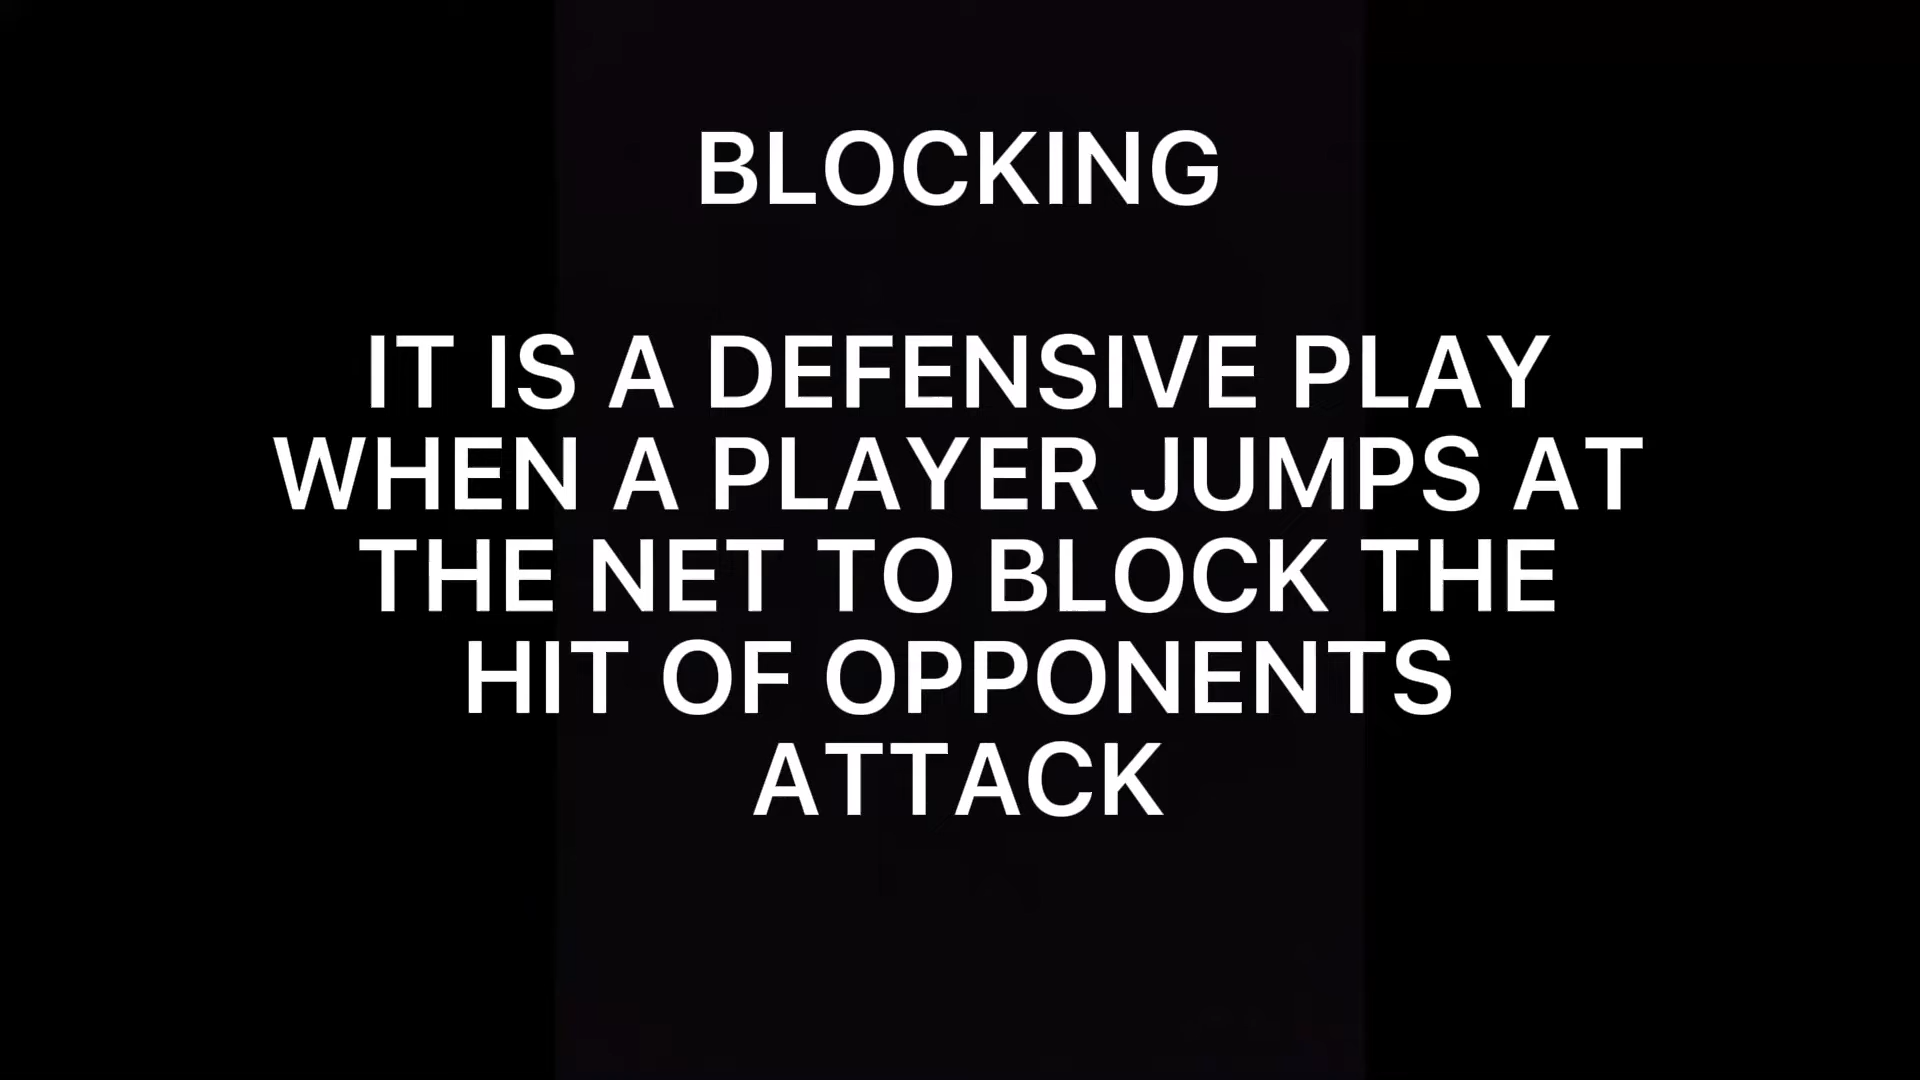 BLOCKING
IT IS A DEFENSIVE PLAY
WHEN A PLAYER JUMPS AT
THE NET TO BLOCK THE
HIT OF OPPONENTS
ATTACK